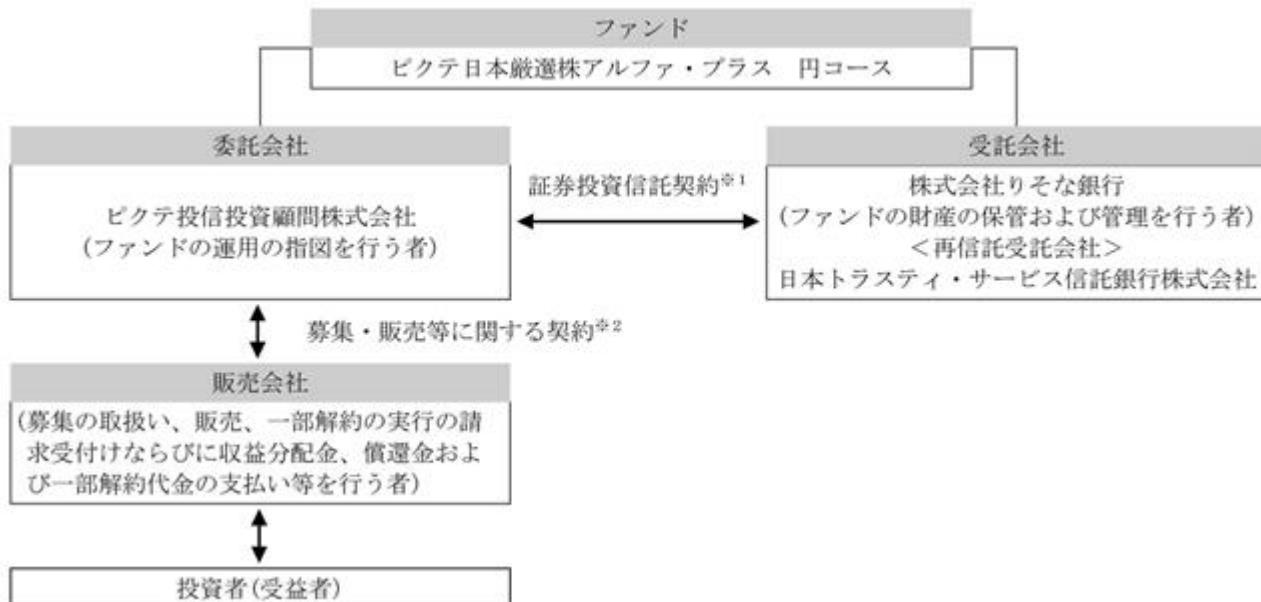 ファンド
ピクテ日本厳選株アルファ・プラス　円コース
委託会社
ピクテ投信投資顧問株式会社
(ファンドの運用の指図を行う者)
証券投資信託契約※1
受託会社
株式会社りそな銀行
(ファンドの財産の保管および管理を行う者)
＜再信託受託会社＞
日本トラスティ・サービス信託銀行株式会社
募集・販売等に関する契約※2
販売会社
(募集の取扱い、販売、一部解約の実行の請
求受付けならびに収益分配金、償還金およ
び一部解約代金の支払い等を行う者)
投資者(受益者)